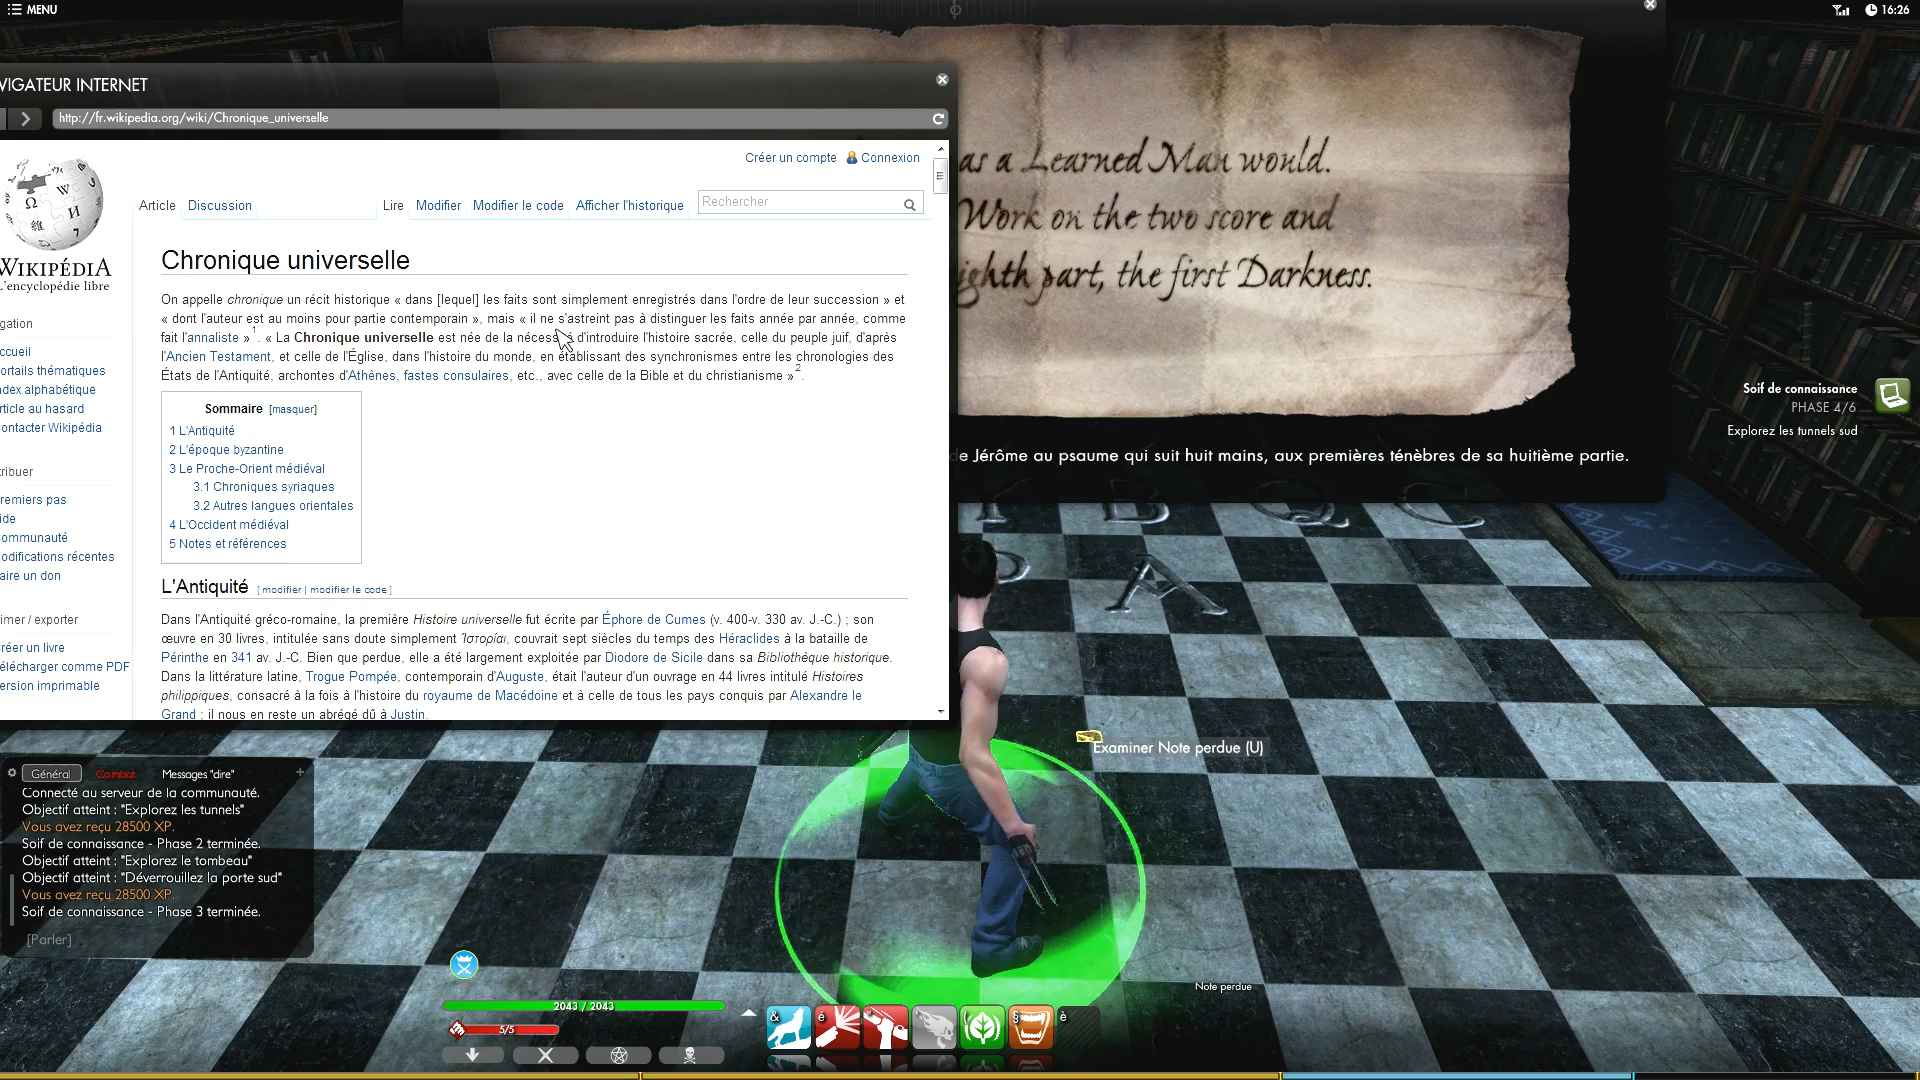 MENU
16:26
VIGATEUR INTERNET
http://fr.wikipedia.org/wiki/Chronique_universelle
Créer un compte Connexion
Article Discussion Lire Modifier Modifier le code Afficher l'historique Rechercher
WIKIPÉDIA
L'encyclopédie libre
Chronique universelle
On appelle chronique un récit historique « dans [lequel] les faits sont simplement enregistrés dans l'ordre de leur succession » et
« dont l'auteur est au moins pour partie contemporain », mais « il ne s'astreint pas à distinguer les faits année par année, comme
fait l'annaliste »1. « La Chronique universelle est née de la nécess d'introduire l'histoire sacrée, celle du peuple juif, d'après
l'Ancien Testament, et celle de l'Église, dans l'histoire du monde, en établissant des synchronismes entre les chronologies des
États de l'Antiquité, archontes d'Athènes, fastes consulaires, etc., avec celle de la Bible et du christianisme »2.
Sommaire [masquer]
1 L'Antiquité
2 L'époque byzantine
3 Le Proche-Orient médiéval
3.1 Chroniques syriaques
3.2 Autres langues orientales
4 L'Occident médiéval
5 Notes et références
L'Antiquité [ modifier | modifier le code ]
Dans l'Antiquité gréco-romaine, la première Histoire universelle fut écrite par Éphore de Cumes (v. 400-v. 330 av. J.-C.) ; son
œuvre en 30 livres, intitulée sans doute simplement Ἱστορίαι, couvrait sept siècles du temps des Héraclides à la bataille de
Périnthe en 341 av. J.-C. Bien que perdue, elle a été largement exploitée par Diodore de Sicile dans sa Bibliothèque historique.
Dans la littérature latine, Trogue Pompée, contemporain d'Auguste, était l'auteur d'un ouvrage en 44 livres intitulé Histoires
philippiques, consacré à la fois à l'histoire du royaume de Macédoine et à celle de tous les pays conquis par Alexandre le
Grand ; il nous en reste un abrégé dû à Justin.
gation
ccueil
ortails thématiques
ndex alphabétique
rticle au hasard
ontacter Wikipédia
tribuer
remiers pas
ide
ommunauté
odifications récentes
aire un don
imer / exporter
réer un livre
élécharger comme PDF
ersion imprimable
as a Learned Man would.
Work on the two score and
ighth part, the first Darkness.
de Jérôme au psaume qui suit huit mains, aux premières ténèbres de sa huitième partie.
Soif de connaissance
PHASE 4/6
Explorez les tunnels sud
A
Examiner Note perdue (U)
Note perdue
Général Combat Messages "dire"
Connecté au serveur de la communauté.
Objectif atteint : "Explorez les tunnels"
Vous avez reçu 28500 XP.
Soif de connaissance - Phase 2 terminée.
Objectif atteint : "Explorez le tombeau"
Objectif atteint : "Déverrouillez la porte sud"
Vous avez reçu 28500 XP.
Soif de connaissance - Phase 3 terminée.
[Parler]
2043 / 2043
5/5
& é § è